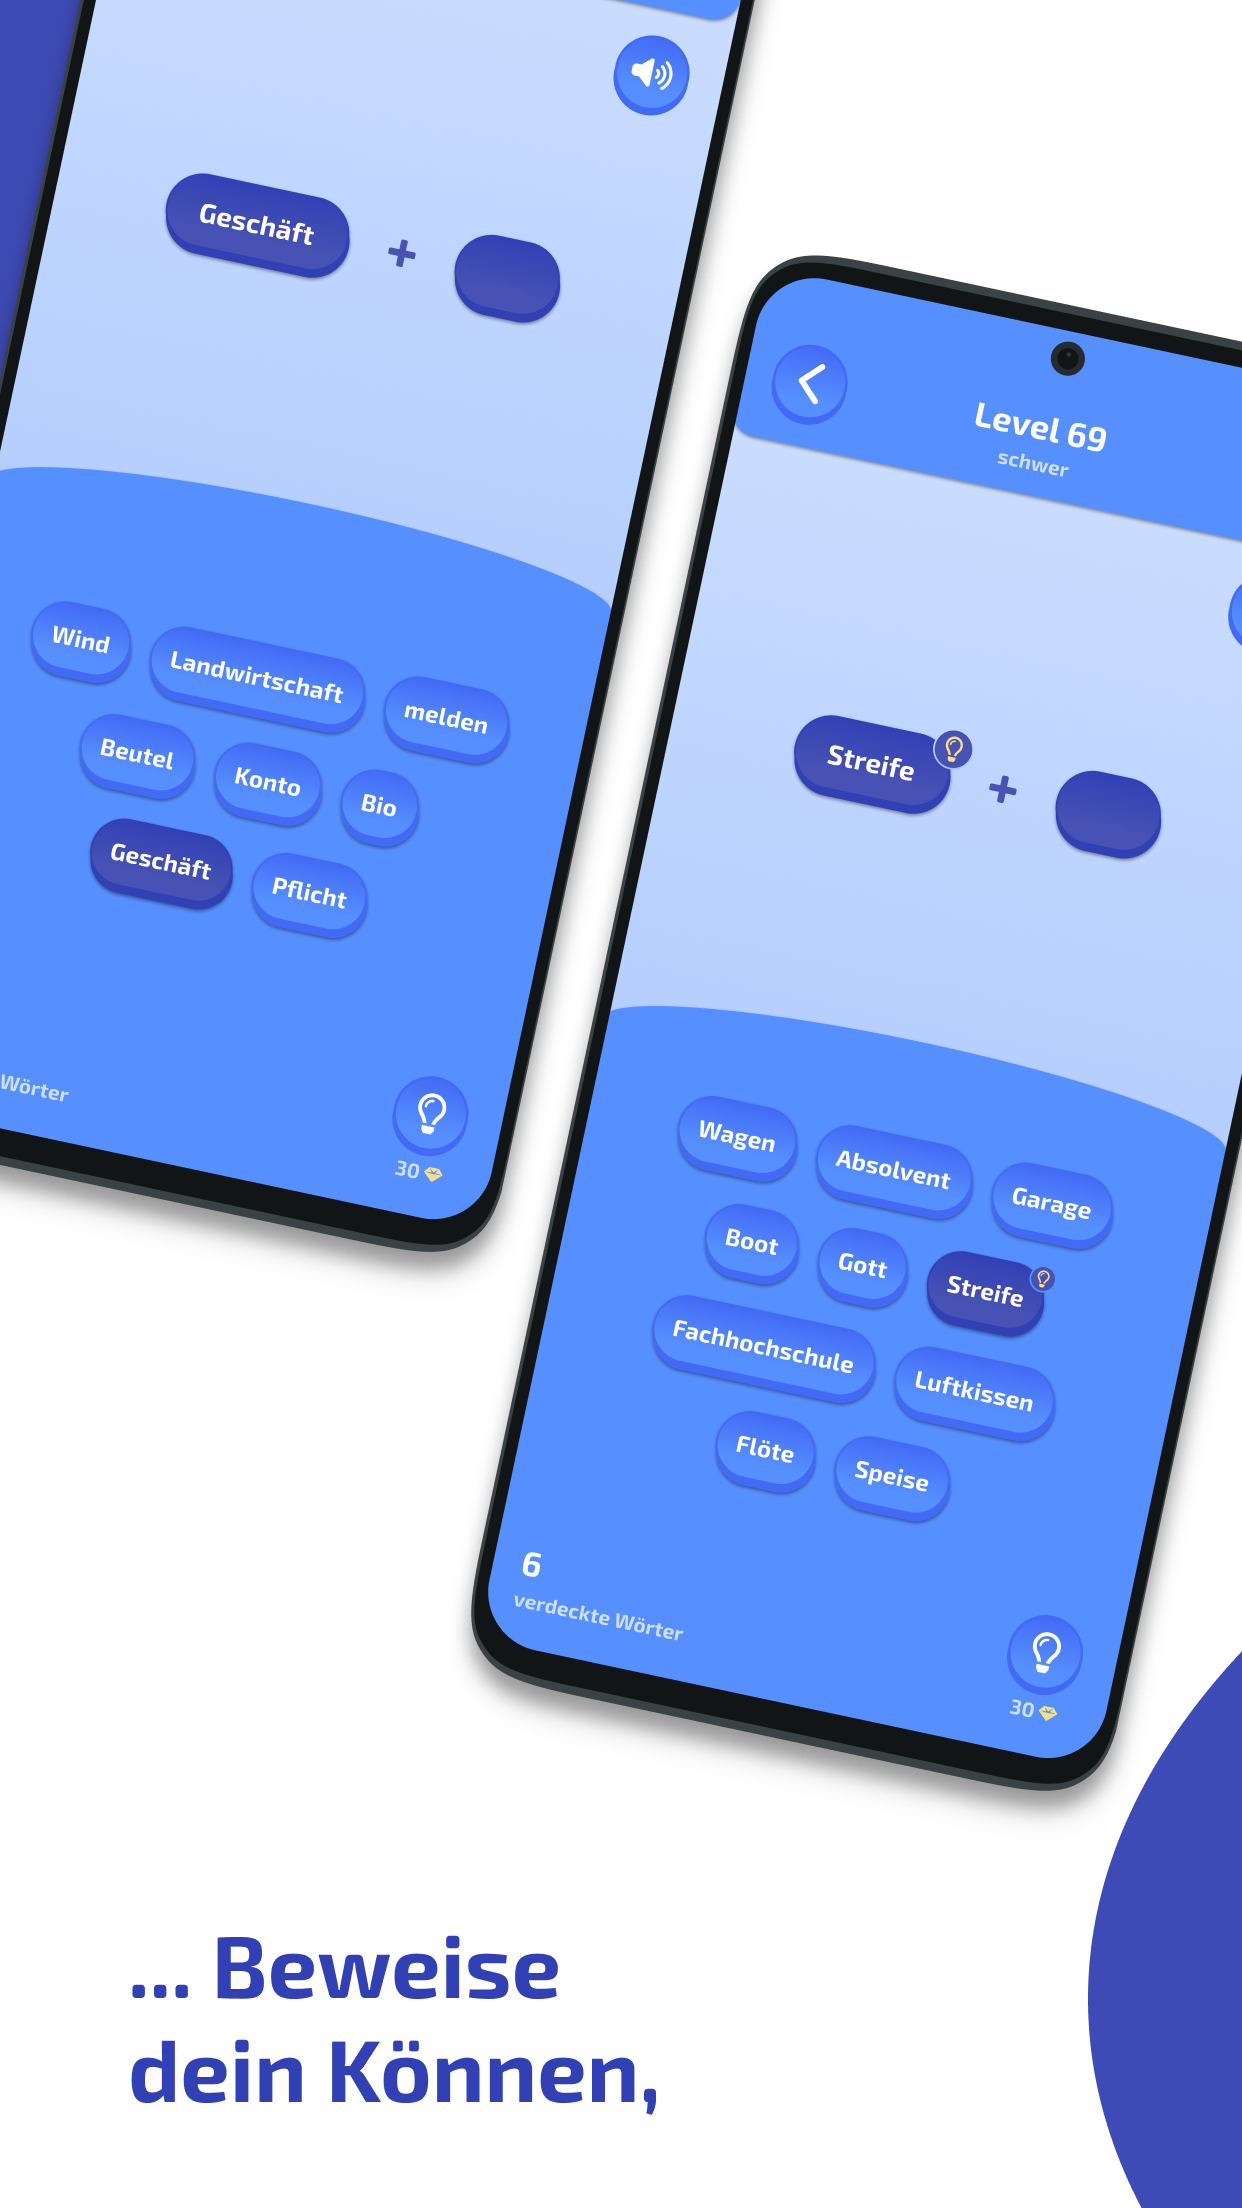 Geschäft
+
Wind
Landwirtschaft
melden
Beutel
Konto
Bio
Geschäft
Pflicht
Wörter
30
Level 69
schwer
Streife
+
Wagen
Absolvent
Garage
Boot
Gott
Streife
Fachhochschule
Luftkissen
Flöte
Speise
6
verdeckte Wörter
30
... Beweise
dein Können,